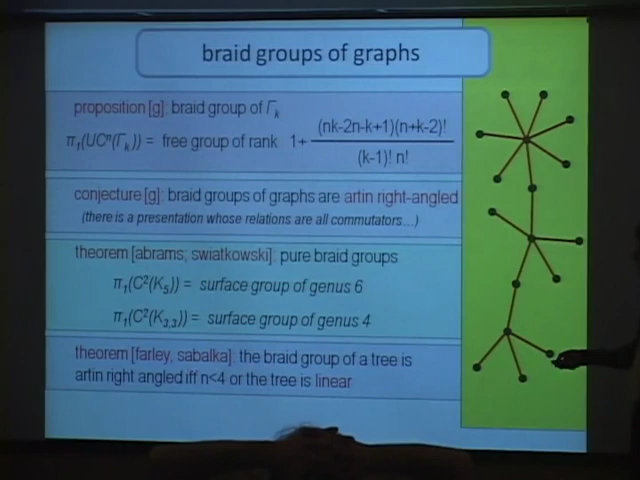 braid groups of graphs
proposition [g]: braid group of Γk
π1(UCⁿ(Γk)) = free group of rank 1+ (nk-2n-k+1)(n+k-2)! / (k-1)! n!
conjecture [g]: braid groups of graphs are artin right-angled
(there is a presentation whose relations are all commutators...)
theorem [abrams, swiatkowski]: pure braid groups
π1(C²(K5)) = surface group of genus 6
π1(C²(K3,3)) = surface group of genus 4
theorem [farley, sabalka]: the braid group of a tree is
artin right angled iff n<4 or the tree is linear